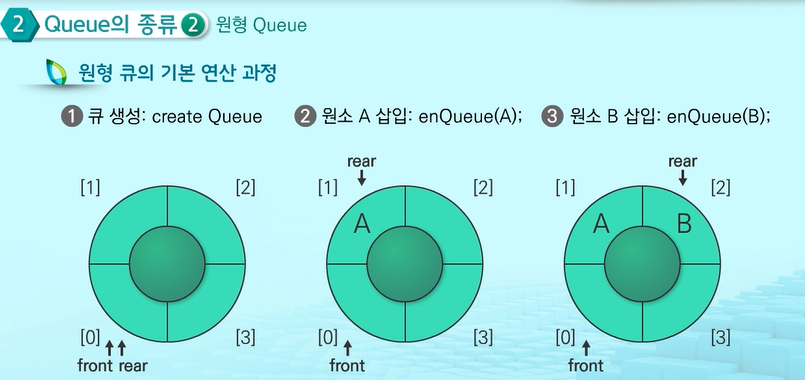 2 Queue의 종류 2 원형 Queue
원형 큐의 기본 연산 과정
1 큐 생성: create Queue
[1] [2]
[0] [3]
front rear
2 원소 A 삽입: enQueue(A);
rear
[1] [2]
A
[0] [3]
front
3 원소 B 삽입: enQueue(B);
rear
[1] [2]
A B
[0] [3]
front